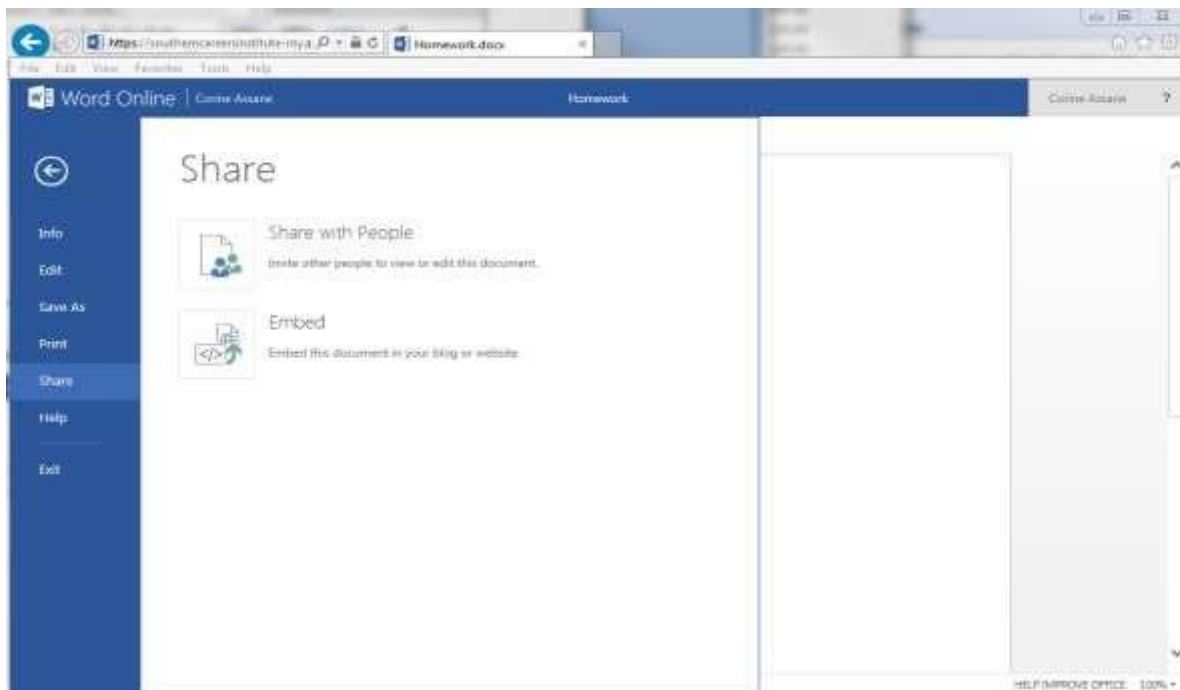 Homework.docx
File Edit View Favorites Tools Help
Word Online
Homework
?
Share
Info
Share with People
Invite other people to view or edit this document.
Edit
Save As
Embed
Print
Embed this document in your blog or website
Share
Help
Exit
HELP IMPROVE OFFICE 100%